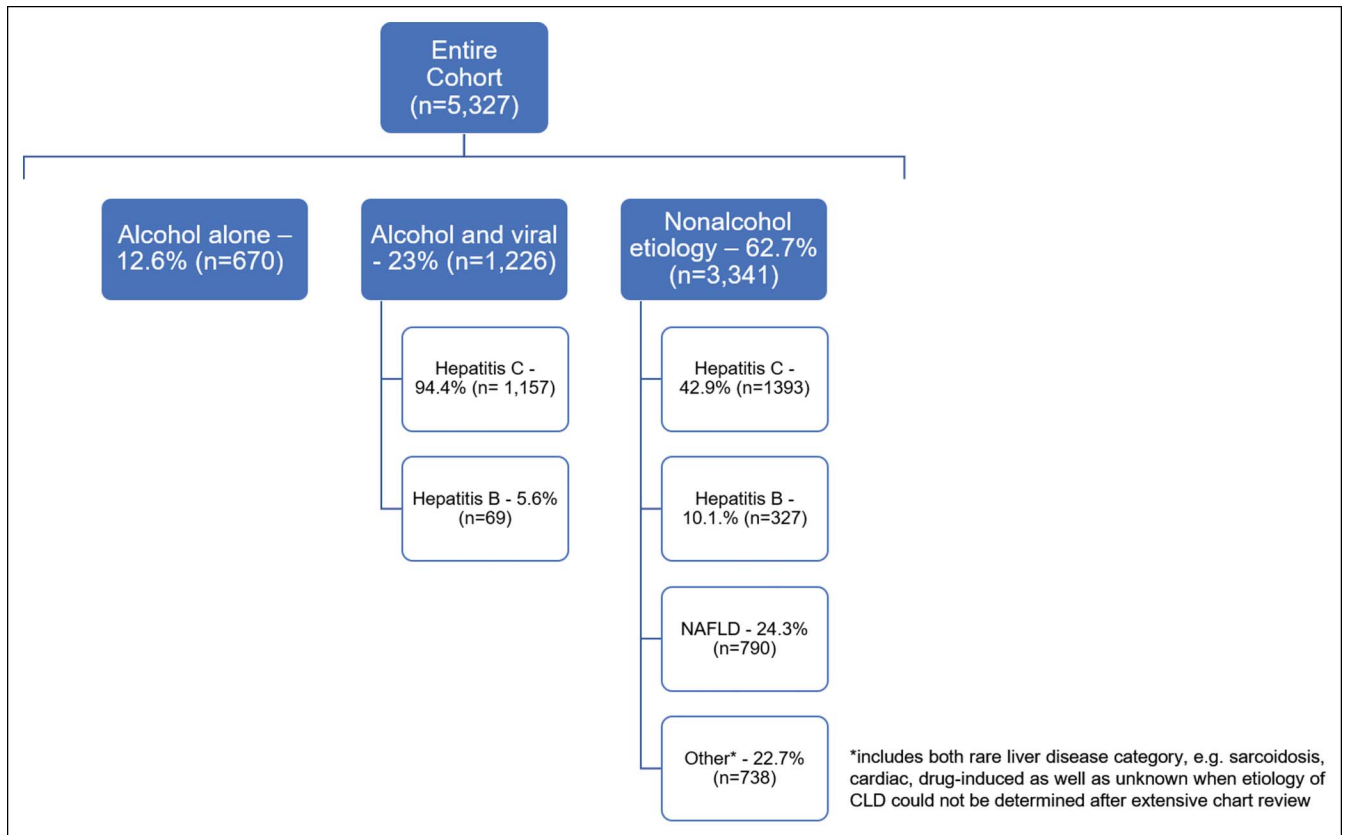 Entire
Cohort
(n=5,327)
Alcohol alone –
12.6% (n=670)
Alcohol and viral
- 23% (n=1,226)
Nonalcohol
etiology – 62.7%
(n=3,341)
Hepatitis C -
94.4% (n= 1,157)
Hepatitis B - 5.6%
(n=69)
Hepatitis C -
42.9% (n=1393)
Hepatitis B -
10.1.% (n=327)
NAFLD - 24.3%
(n=790)
Other* - 22.7%
(n=738)
*includes both rare liver disease category, e.g. sarcoidosis,
cardiac, drug-induced as well as unknown when etiology of
CLD could not be determined after extensive chart review